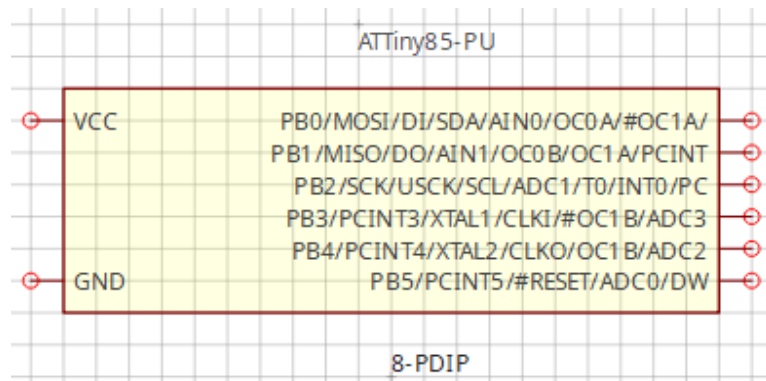 ATTiny85-PU
VCC
PB0/MOSI/DI/SDA/AIN0/OC0A/#OC1A/
PB1/MISO/DO/AIN1/OC0B/OC1A/PCINT
PB2/SCK/USCK/SCL/ADC1/T0/INT0/PC
PB3/PCINT3/XTAL1/CLKI/#OC1B/ADC3
PB4/PCINT4/XTAL2/CLKO/OC1B/ADC2
GND
PB5/PCINT5/#RESET/ADC0/DW
8-PDIP